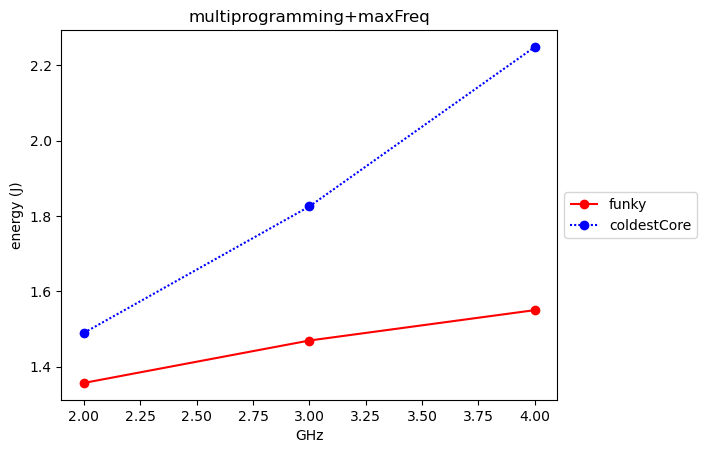 multiprogramming+maxFreq
energy (J)
2.2
2.0
1.8
1.6
1.4
2.00 2.25 2.50 2.75 3.00 3.25 3.50 3.75 4.00
GHz
funky
coldestCore